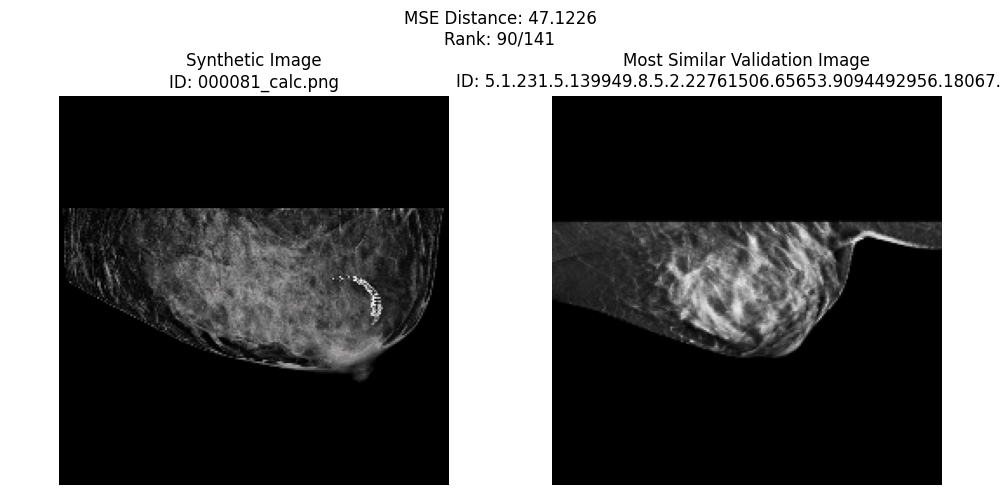 MSE Distance: 47.1226
Rank: 90/141
Synthetic Image
ID: 000081_calc.png
Most Similar Validation Image
ID: 5.1.231.5.139949.8.5.2.22761506.65653.9094492956.18067.